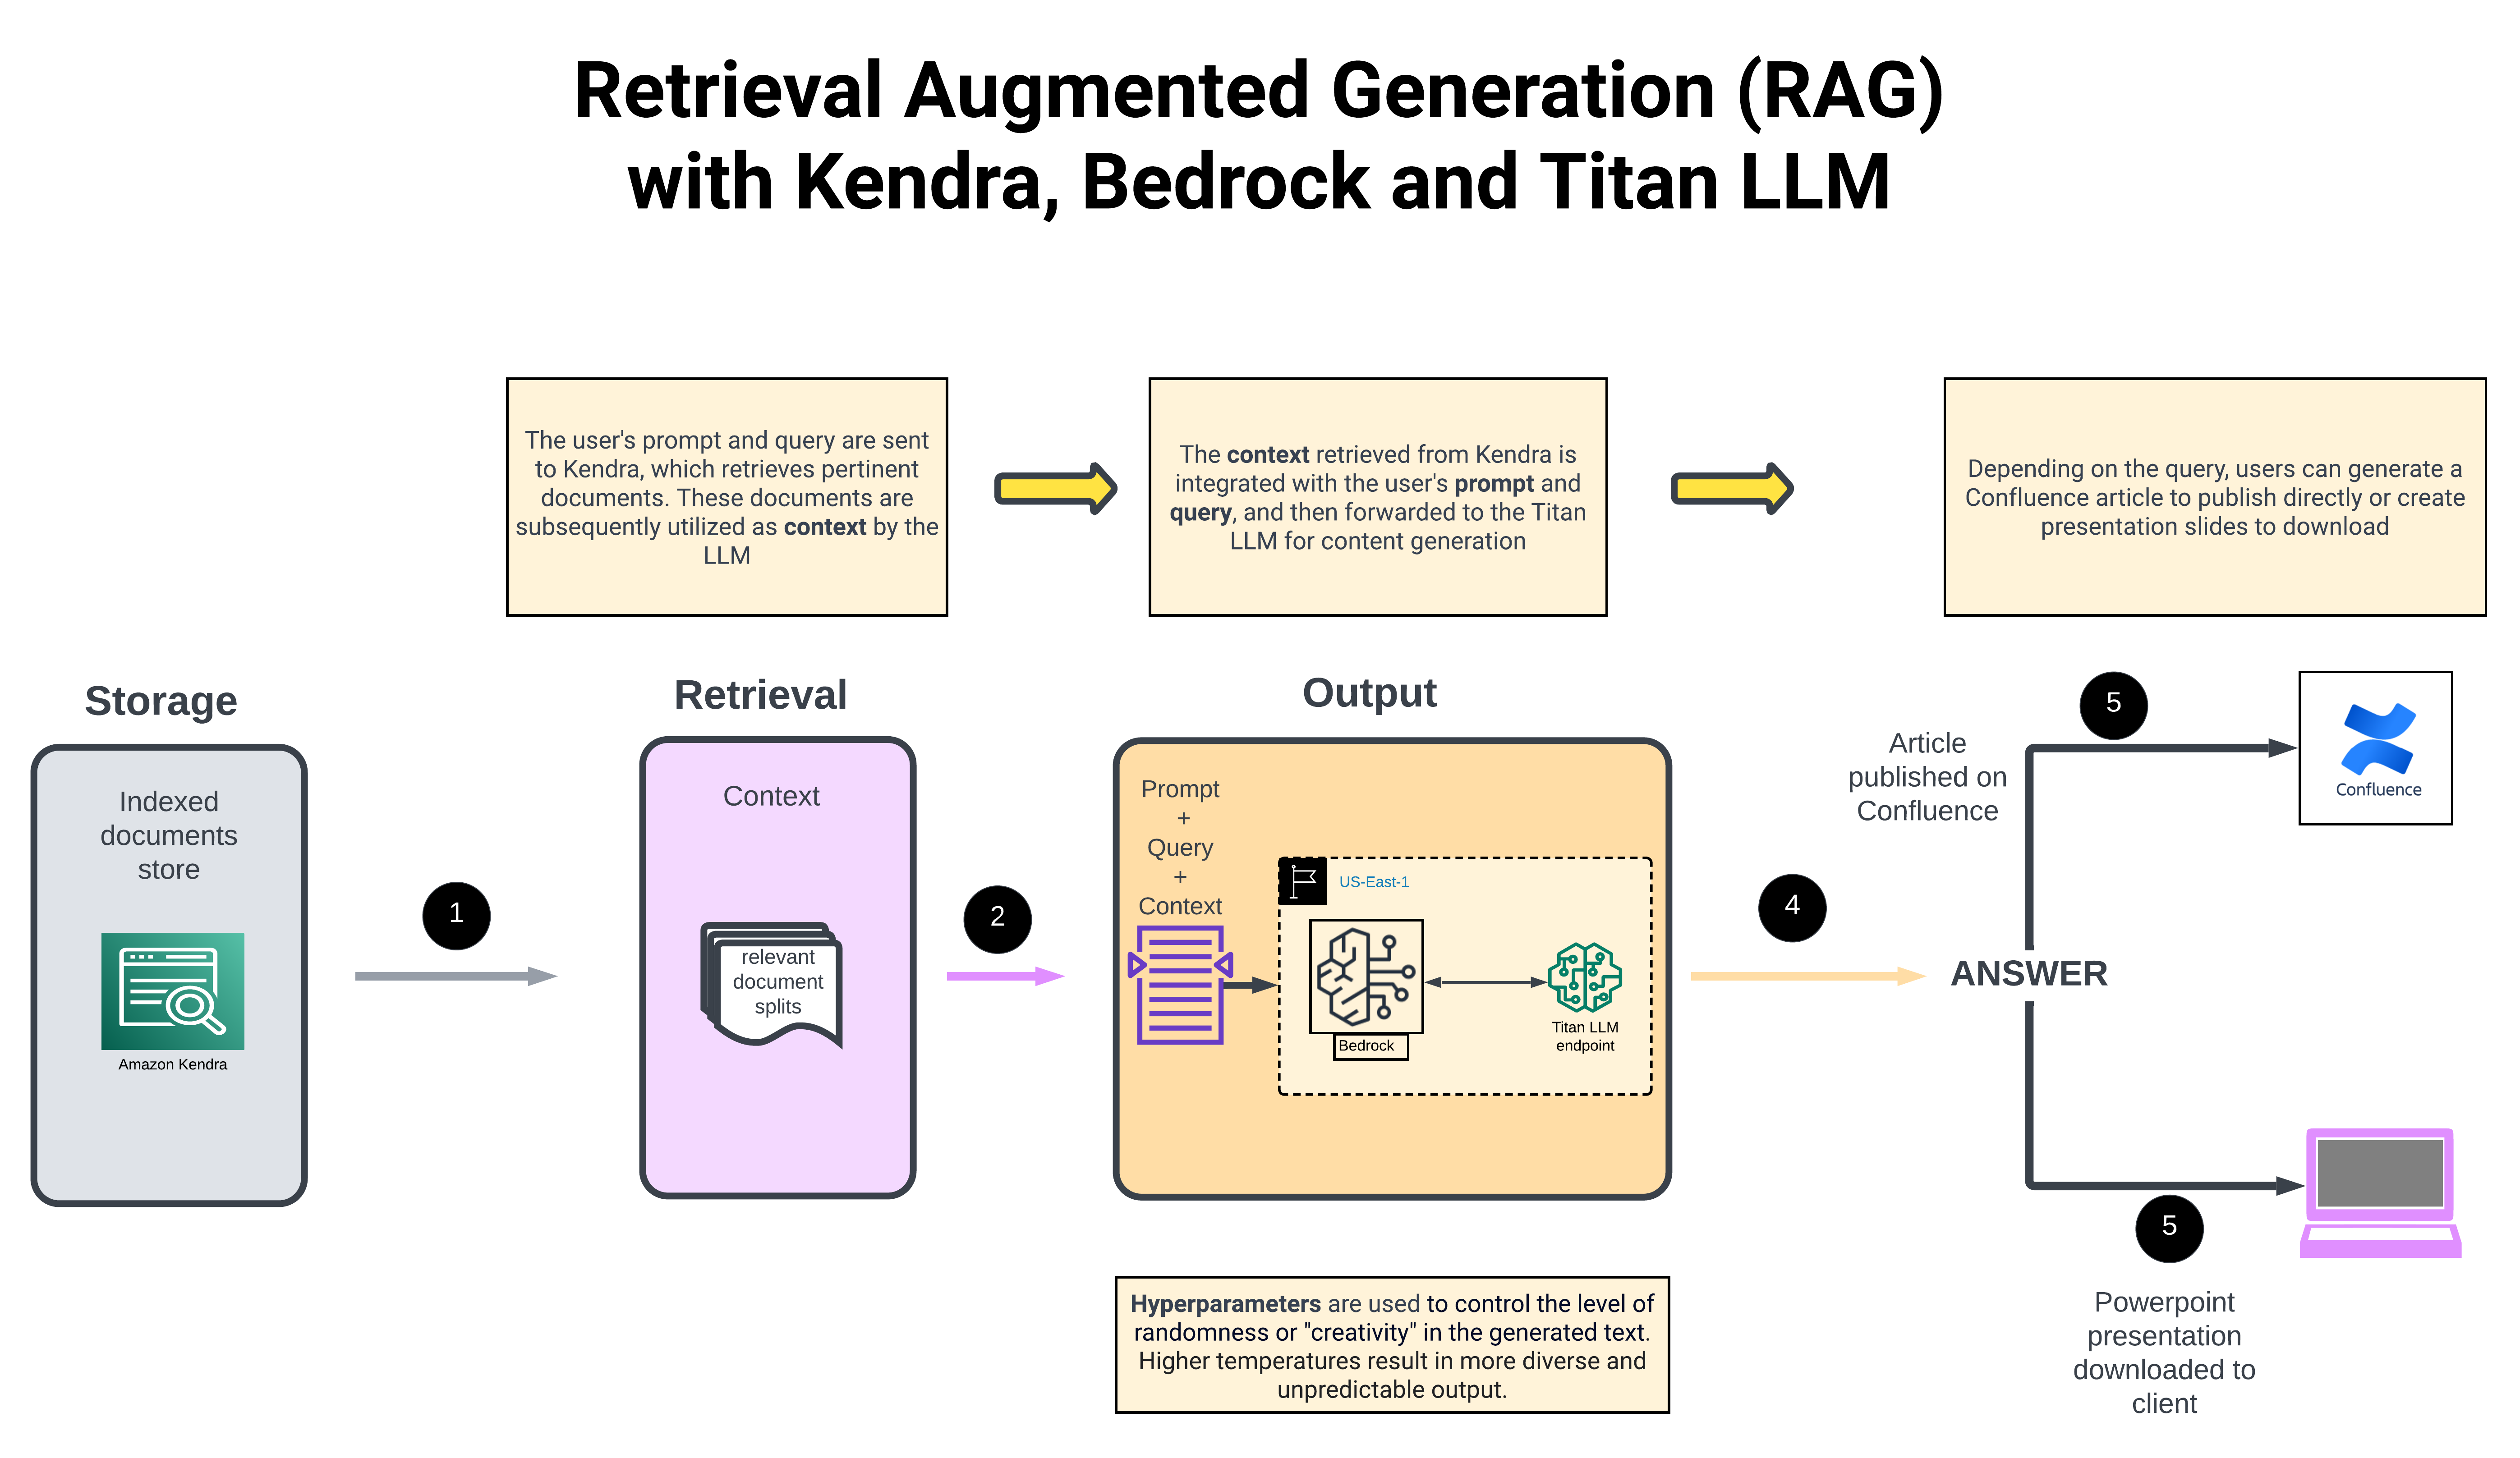 Retrieval Augmented Generation (RAG)
with Kendra, Bedrock and Titan LLM
The user's prompt and query are sent
to Kendra, which retrieves pertinent
documents. These documents are
subsequently utilized as context by the
LLM
The context retrieved from Kendra is
integrated with the user's prompt and
query, and then forwarded to the Titan
LLM for content generation
Depending on the query, users can generate a
Confluence article to publish directly or create
presentation slides to download
Storage
Indexed
documents
store
Amazon Kendra
1
Retrieval
Context
relevant
document
splits
2
Output
Prompt
+
Query
+
Context
US-East-1
Bedrock
Titan LLM
endpoint
Hyperparameters are used to control the level of
randomness or "creativity" in the generated text.
Higher temperatures result in more diverse and
unpredictable output.
4
ANSWER
Article
published on
Confluence
5
Confluence
5
Powerpoint
presentation
downloaded to
client